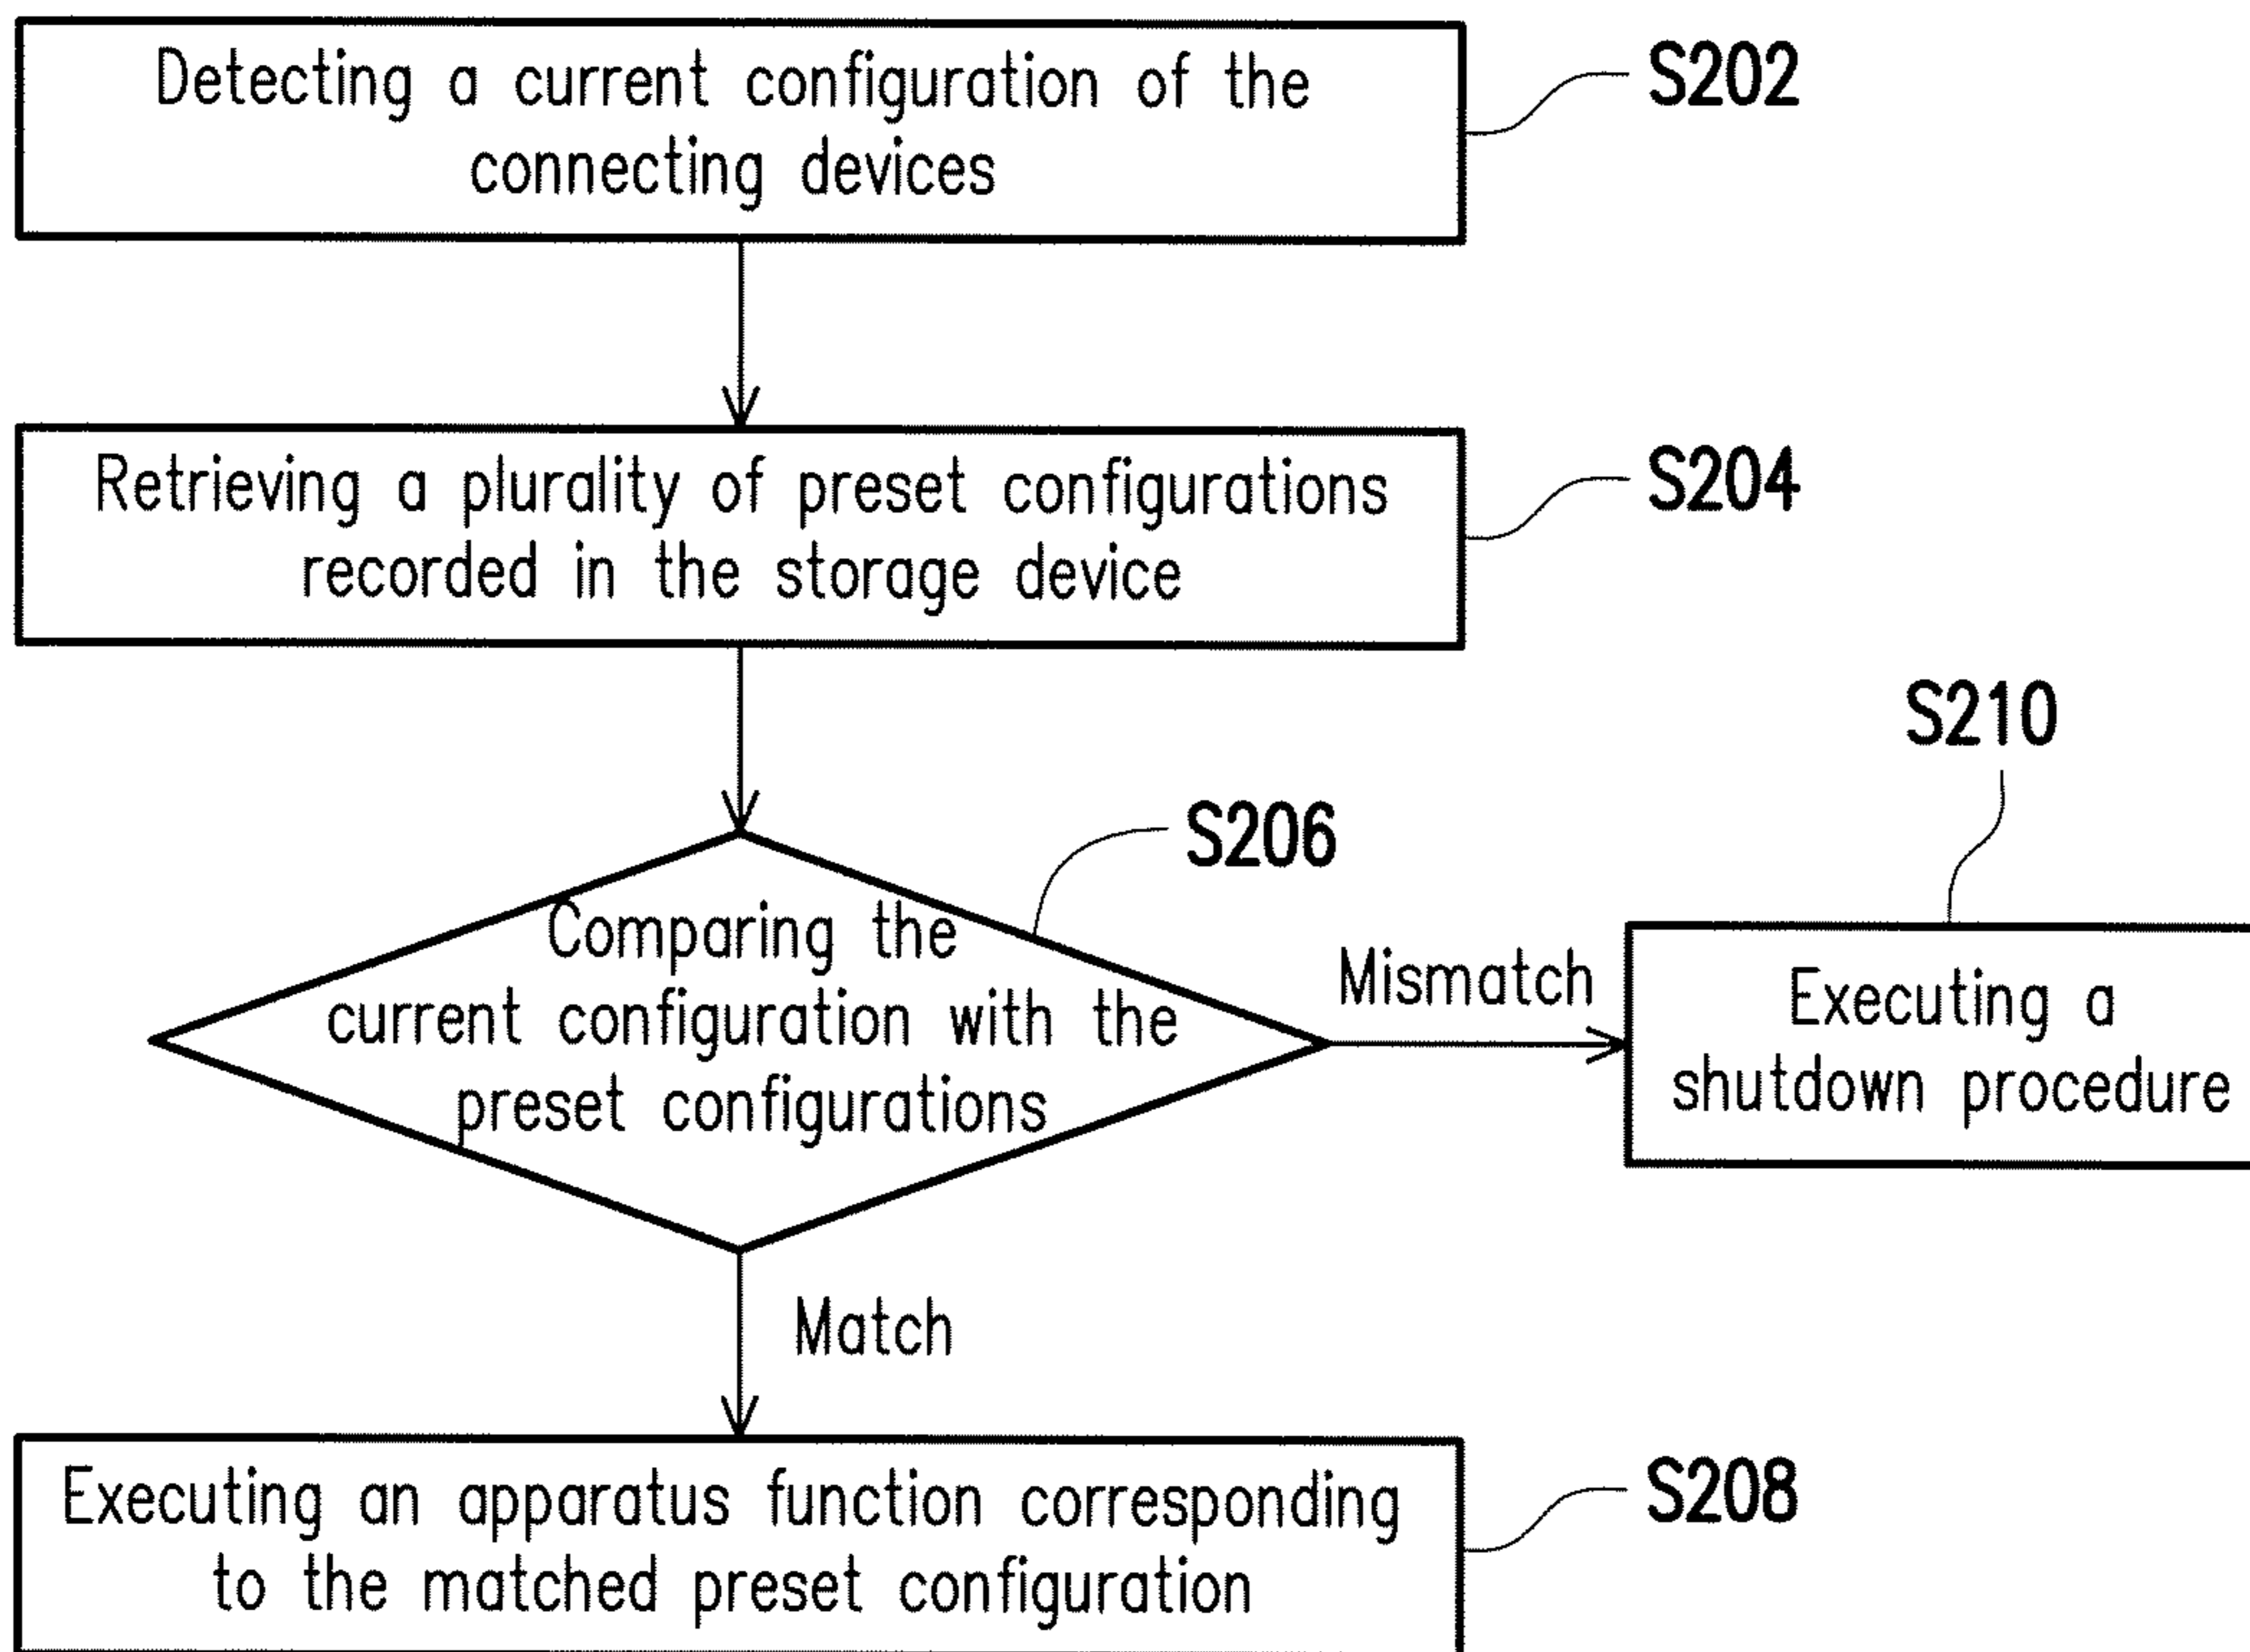 Detecting a current configuration of the
connecting devices
S202
Retrieving a plurality of preset configurations
recorded in the storage device
S204
S210
S206
Comparing the
current configuration with the
preset configurations
Mismatch
Executing a
shutdown procedure
Match
Executing an apparatus function corresponding
to the matched preset configuration
S208